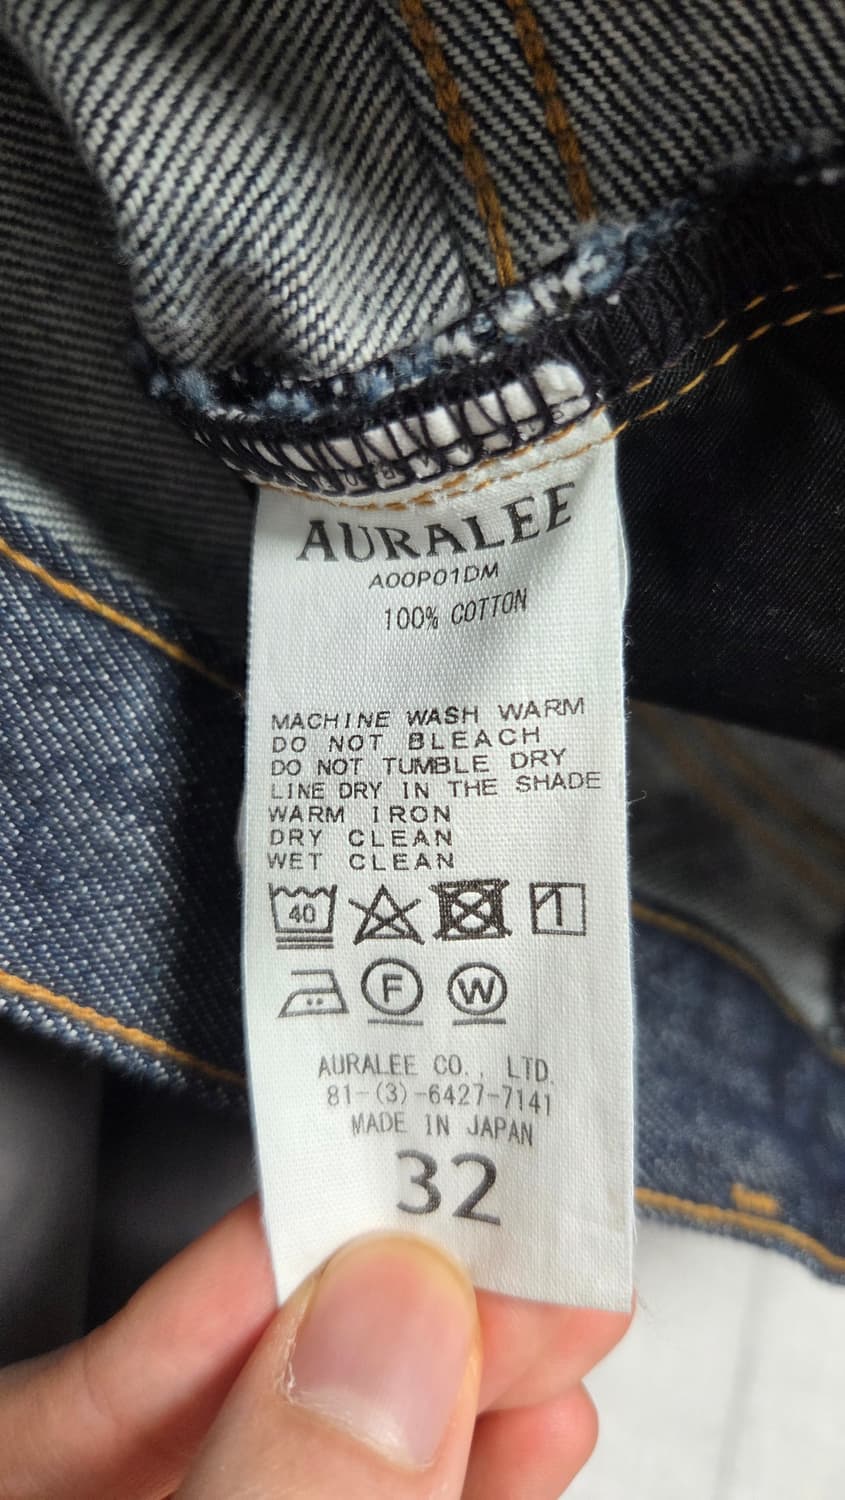 AURALEE
A00P01DM
100% COTTON
MACHINE WASH WARM
DO NOT BLEACH
DO NOT TUMBLE DRY
LINE DRY IN THE SHADE
WARM IRON
DRY CLEAN
WET CLEAN
40
F W
AURALEE CO., LTD.
81-(3)-6427-7141
MADE IN JAPAN
32